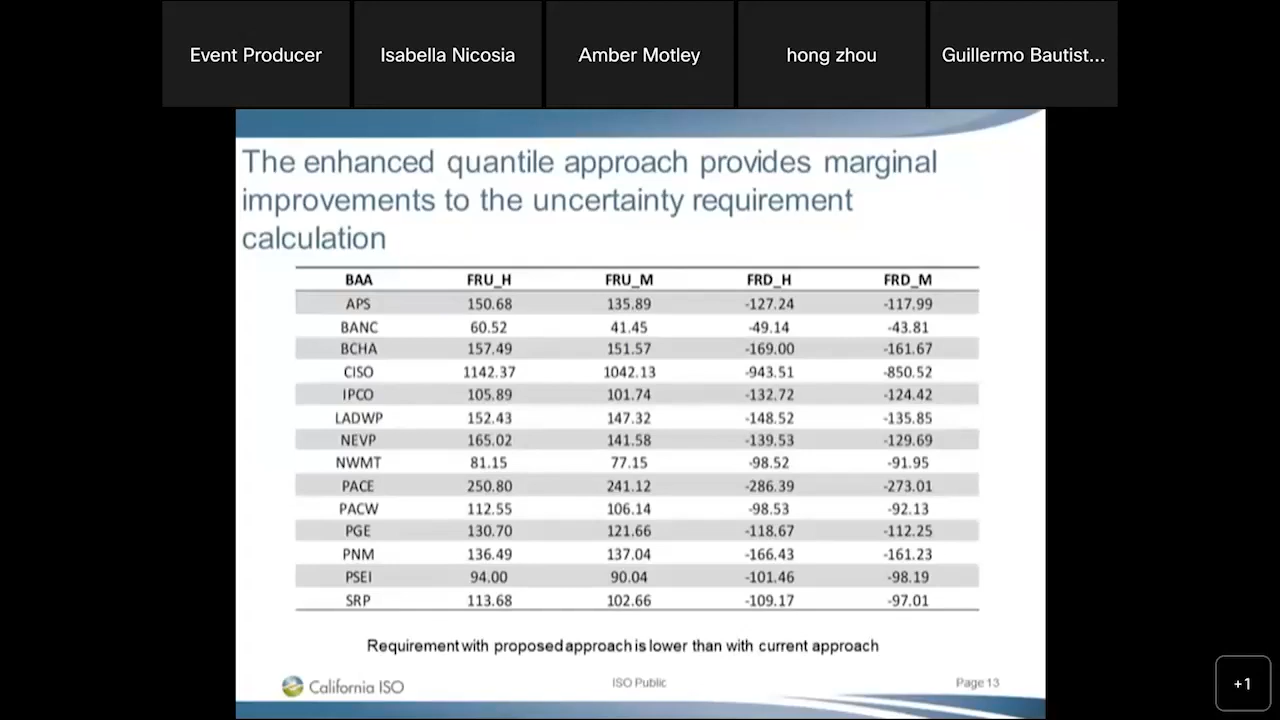 Event Producer
Isabella Nicosia
Amber Motley
hong zhou
Guillermo Bautist...
The enhanced quantile approach provides marginal
improvements to the uncertainty requirement
calculation
BAA FRU_H FRU_M FRD_H FRD_M
APS 150.68 135.89 -127.24 -117.99
BANC 60.52 41.45 -49.14 -43.81
BCHA 157.49 151.57 -169.00 -161.67
CISO 1142.37 1042.13 -943.51 -850.52
IPCO 105.89 101.74 -132.72 -124.42
LADWP 152.43 147.32 -148.52 -135.85
NEVP 165.02 141.58 -139.53 -129.69
NWMT 81.15 77.15 -98.52 -91.95
PACE 250.80 241.12 -286.39 -273.01
PACW 112.55 106.14 -98.53 -92.13
PGE 130.70 121.66 -118.67 -112.25
PNM 136.49 137.04 -166.43 -161.23
PSEI 94.00 90.04 -101.46 -98.19
SRP 113.68 102.66 -109.17 -97.01
Requirement with proposed approach is lower than with current approach
California ISO
ISO Public
Page 13
+1